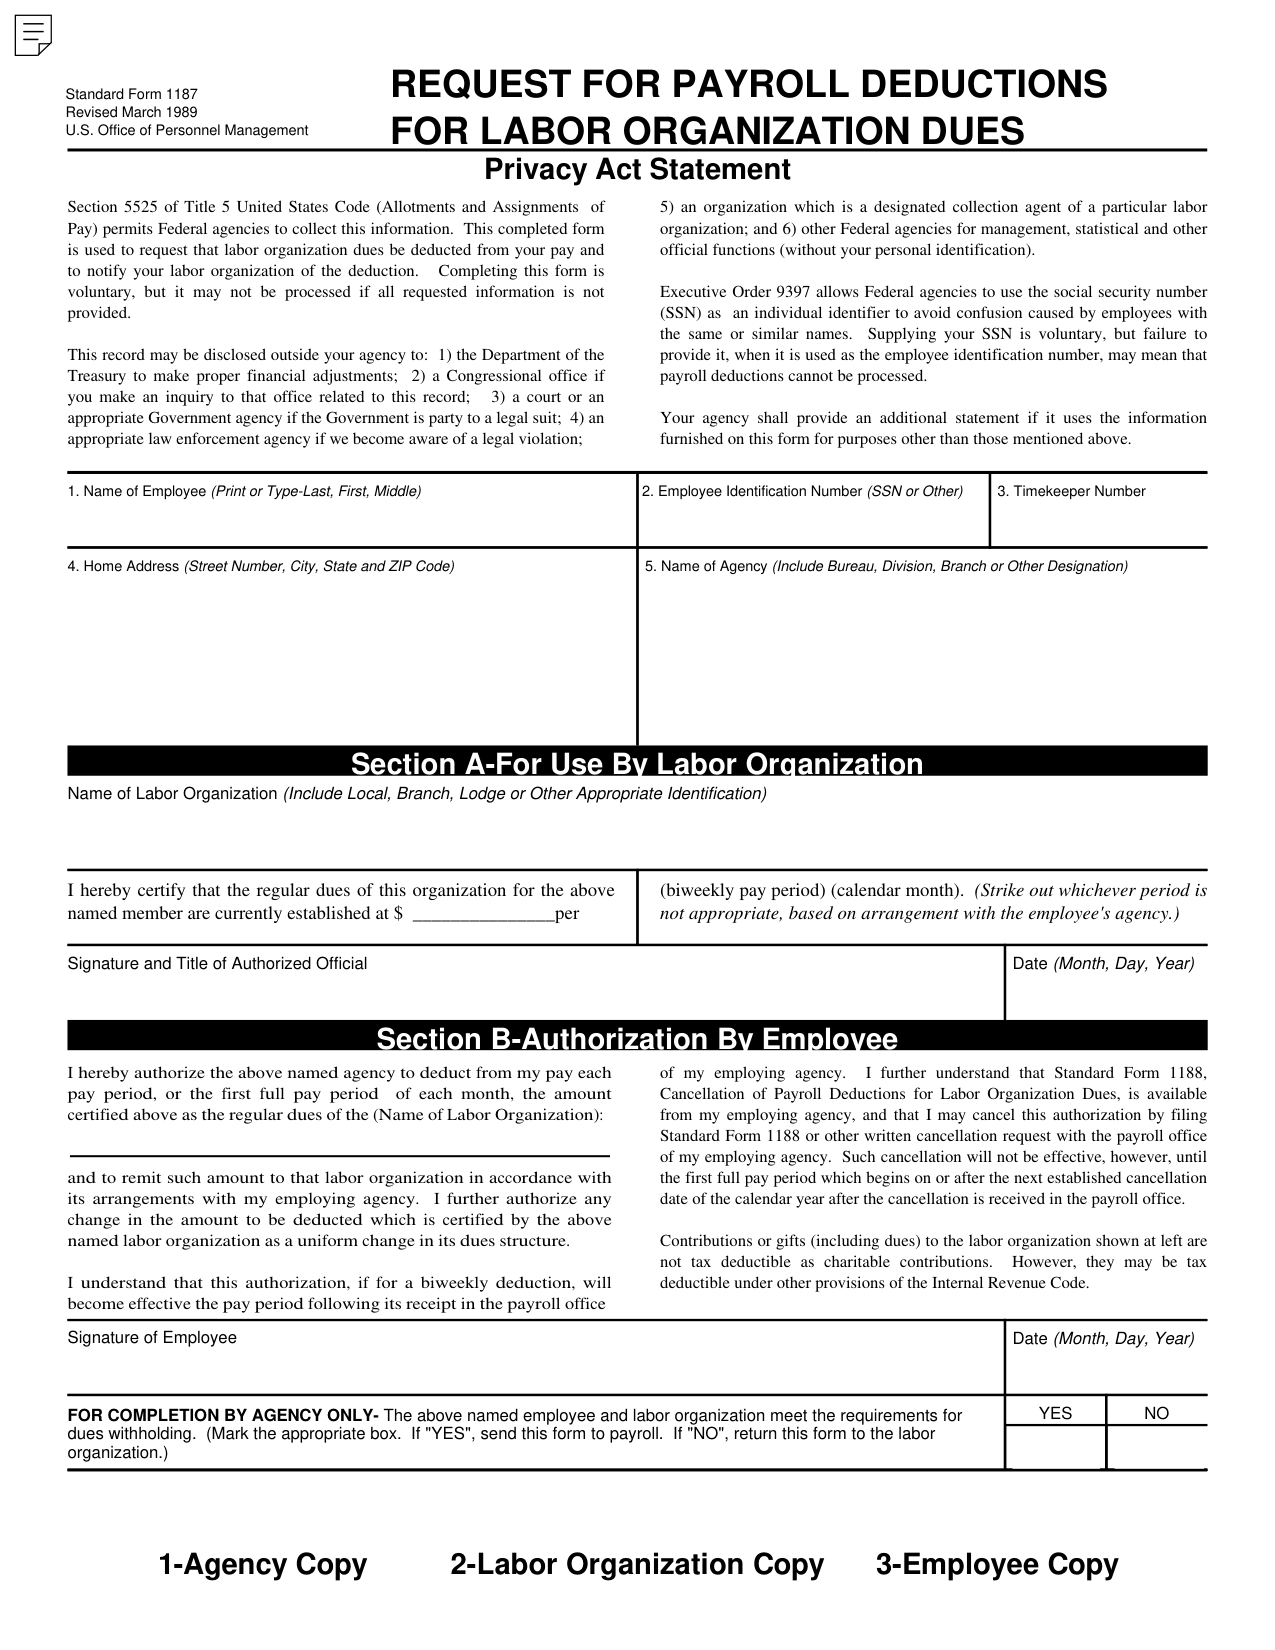 Standard Form 1187
Revised March 1989
U.S. Office of Personnel Management
REQUEST FOR PAYROLL DEDUCTIONS
FOR LABOR ORGANIZATION DUES
Privacy Act Statement
Section 5525 of Title 5 United States Code (Allotments and Assignments of
Pay) permits Federal agencies to collect this information. This completed form
is used to request that labor organization dues be deducted from your pay and
to notify your labor organization of the deduction. Completing this form is
voluntary, but it may not be processed if all requested information is not
provided.
This record may be disclosed outside your agency to: 1) the Department of the
Treasury to make proper financial adjustments; 2) a Congressional office if
you make an inquiry to that office related to this record; 3) a court or an
appropriate Government agency if the Government is party to a legal suit; 4) an
appropriate law enforcement agency if we become aware of a legal violation;
5) an organization which is a designated collection agent of a particular labor
organization; and 6) other Federal agencies for management, statistical and other
official functions (without your personal identification).
Executive Order 9397 allows Federal agencies to use the social security number
(SSN) as an individual identifier to avoid confusion caused by employees with
the same or similar names. Supplying your SSN is voluntary, but failure to
provide it, when it is used as the employee identification number, may mean that
payroll deductions cannot be processed.
Your agency shall provide an additional statement if it uses the information
furnished on this form for purposes other than those mentioned above.
1. Name of Employee (Print or Type-Last, First, Middle)
2. Employee Identification Number (SSN or Other)
3. Timekeeper Number
4. Home Address (Street Number, City, State and ZIP Code)
5. Name of Agency (Include Bureau, Division, Branch or Other Designation)
Section A-For Use By Labor Organization
Name of Labor Organization (Include Local, Branch, Lodge or Other Appropriate Identification)
I hereby certify that the regular dues of this organization for the above
named member are currently established at $ _______________per
(biweekly pay period) (calendar month). (Strike out whichever period is
not appropriate, based on arrangement with the employee's agency.)
Signature and Title of Authorized Official
Date (Month, Day, Year)
Section B-Authorization By Employee
I hereby authorize the above named agency to deduct from my pay each
pay period, or the first full pay period of each month, the amount
certified above as the regular dues of the (Name of Labor Organization):
and to remit such amount to that labor organization in accordance with
its arrangements with my employing agency. I further authorize any
change in the amount to be deducted which is certified by the above
named labor organization as a uniform change in its dues structure.
I understand that this authorization, if for a biweekly deduction, will
become effective the pay period following its receipt in the payroll office
of my employing agency. I further understand that Standard Form 1188,
Cancellation of Payroll Deductions for Labor Organization Dues, is available
from my employing agency, and that I may cancel this authorization by filing
Standard Form 1188 or other written cancellation request with the payroll office
of my employing agency. Such cancellation will not be effective, however, until
the first full pay period which begins on or after the next established cancellation
date of the calendar year after the cancellation is received in the payroll office.
Contributions or gifts (including dues) to the labor organization shown at left are
not tax deductible as charitable contributions. However, they may be tax
deductible under other provisions of the Internal Revenue Code.
Signature of Employee
Date (Month, Day, Year)
FOR COMPLETION BY AGENCY ONLY- The above named employee and labor organization meet the requirements for
dues withholding. (Mark the appropriate box. If "YES", send this form to payroll. If "NO", return this form to the labor
organization.)
YES
NO
1-Agency Copy
2-Labor Organization Copy
3-Employee Copy